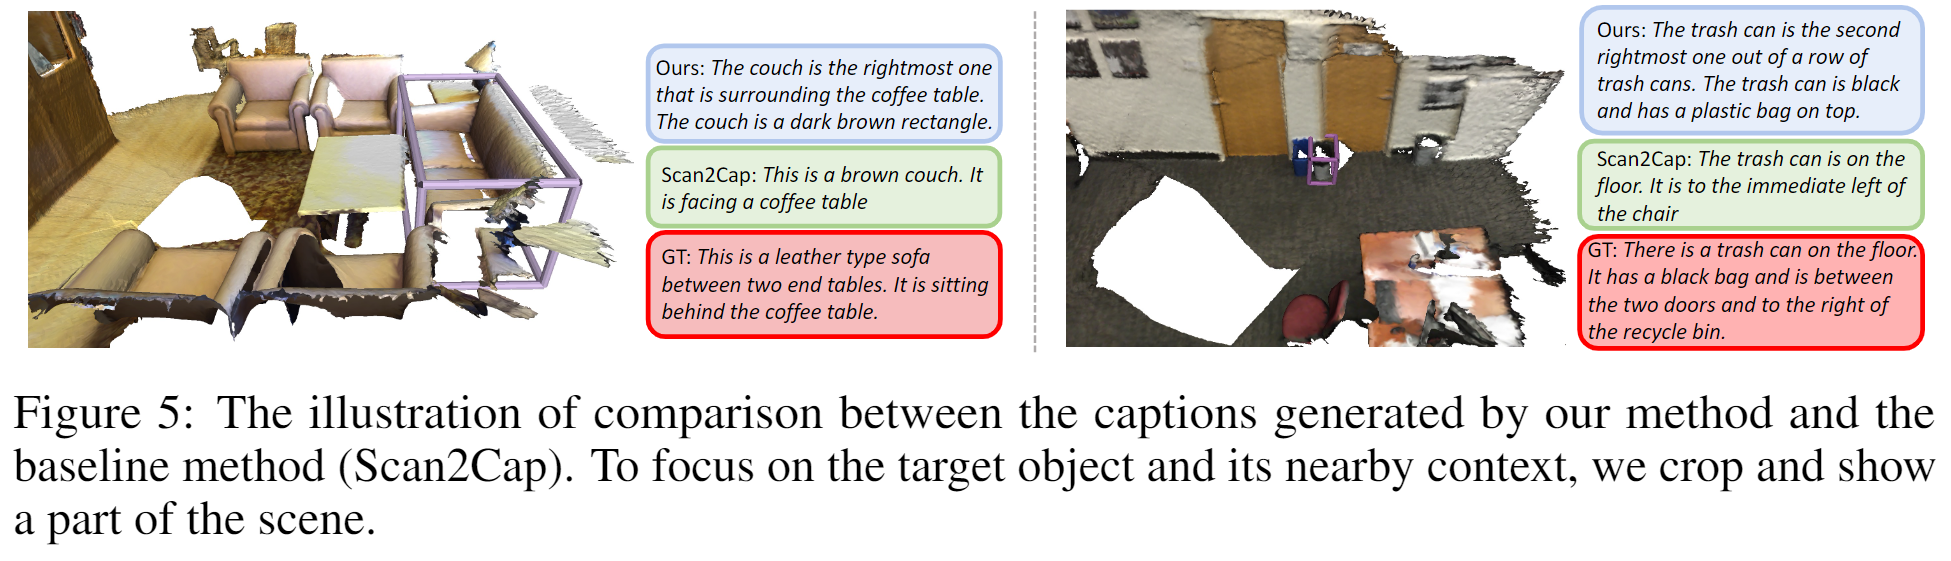 Ours: The couch is the rightmost one
that is surrounding the coffee table.
The couch is a dark brown rectangle.
Scan2Cap: This is a brown couch. It
is facing a coffee table
GT: This is a leather type sofa
between two end tables. It is sitting
behind the coffee table.
Ours: The trash can is the second
rightmost one out of a row of
trash cans. The trash can is black
and has a plastic bag on top.
Scan2Cap: The trash can is on the
floor. It is to the immediate left of
the chair
GT: There is a trash can on the floor.
It has a black bag and is between
the two doors and to the right of
the recycle bin.
Figure 5: The illustration of comparison between the captions generated by our method and the
baseline method (Scan2Cap). To focus on the target object and its nearby context, we crop and show
a part of the scene.